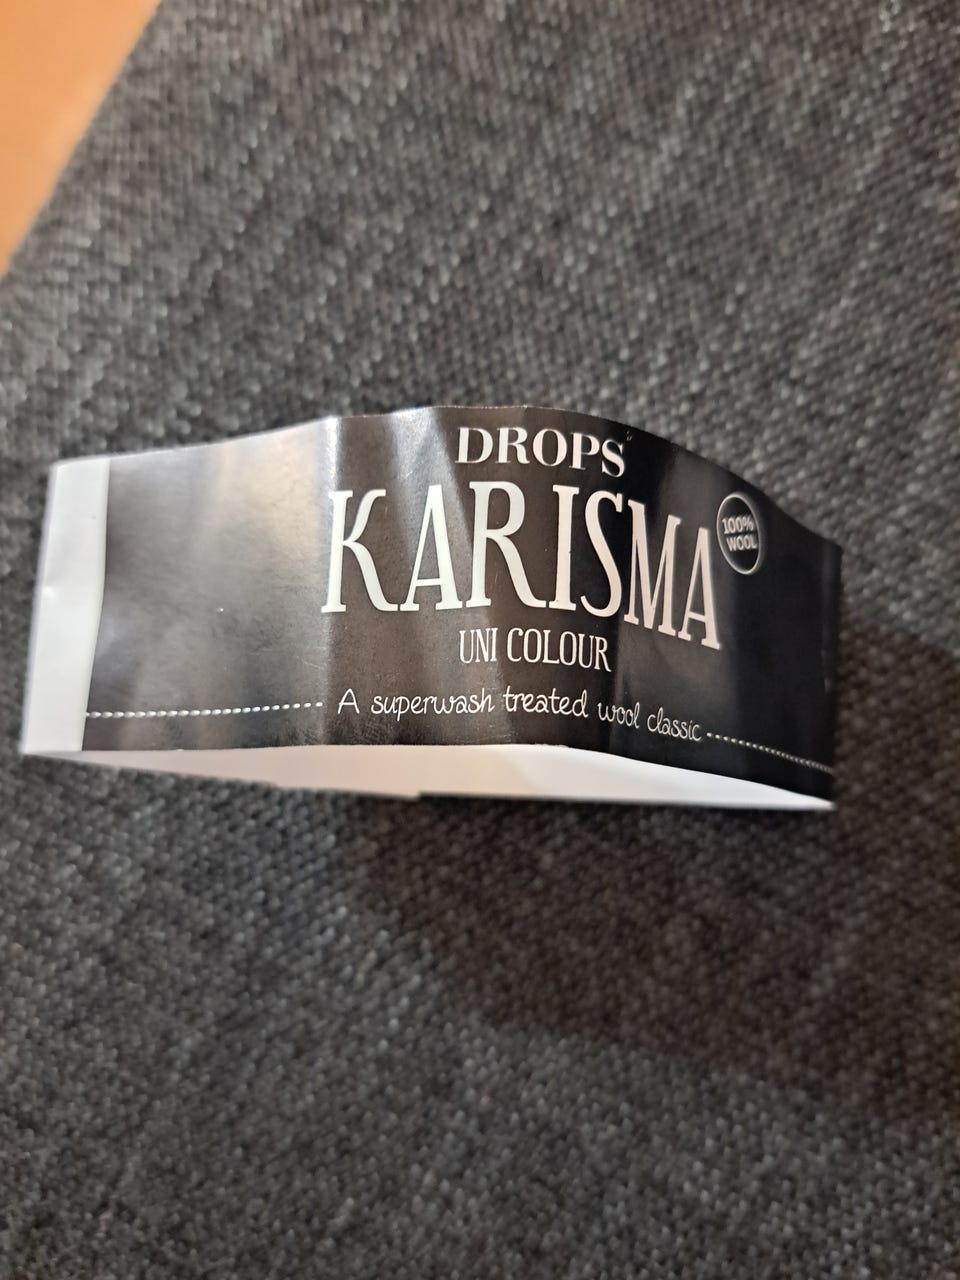 DROPS
KARISMA
100%
WOOL
UNI COLOUR
A superwash treated wool classic